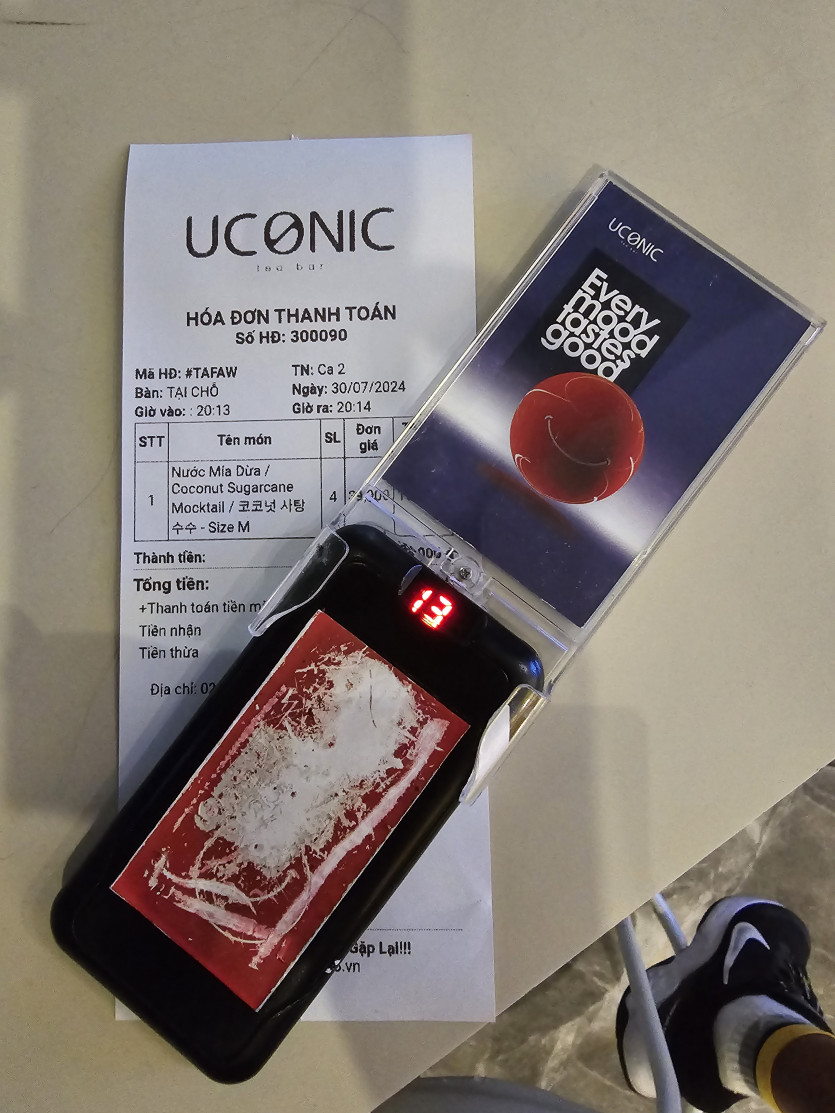 UCØNIC
tea bar
HÓA ĐƠN THANH TOÁN
Số HĐ: 300090
Mã HĐ: #TAFAW
TN: Ca 2
Bàn: TẠI CHỖ
Ngày: 30/07/2024
Giờ vào: : 20:13
Giờ ra: 20:14
STT
Tên món
SL
Đơn
giá
1
Nước Mía Dừa /
Coconut Sugarcane
Mocktail / 코코넛 사탕
수수 - Size M
4
Thành tiền:
Tổng tiền:
+Thanh toán tiền
Tiền nhận
Tiền thừa
Địa chỉ:
Gặp Lại!!!
.vn
UCØNIC
Every
mood
tastes
good
13